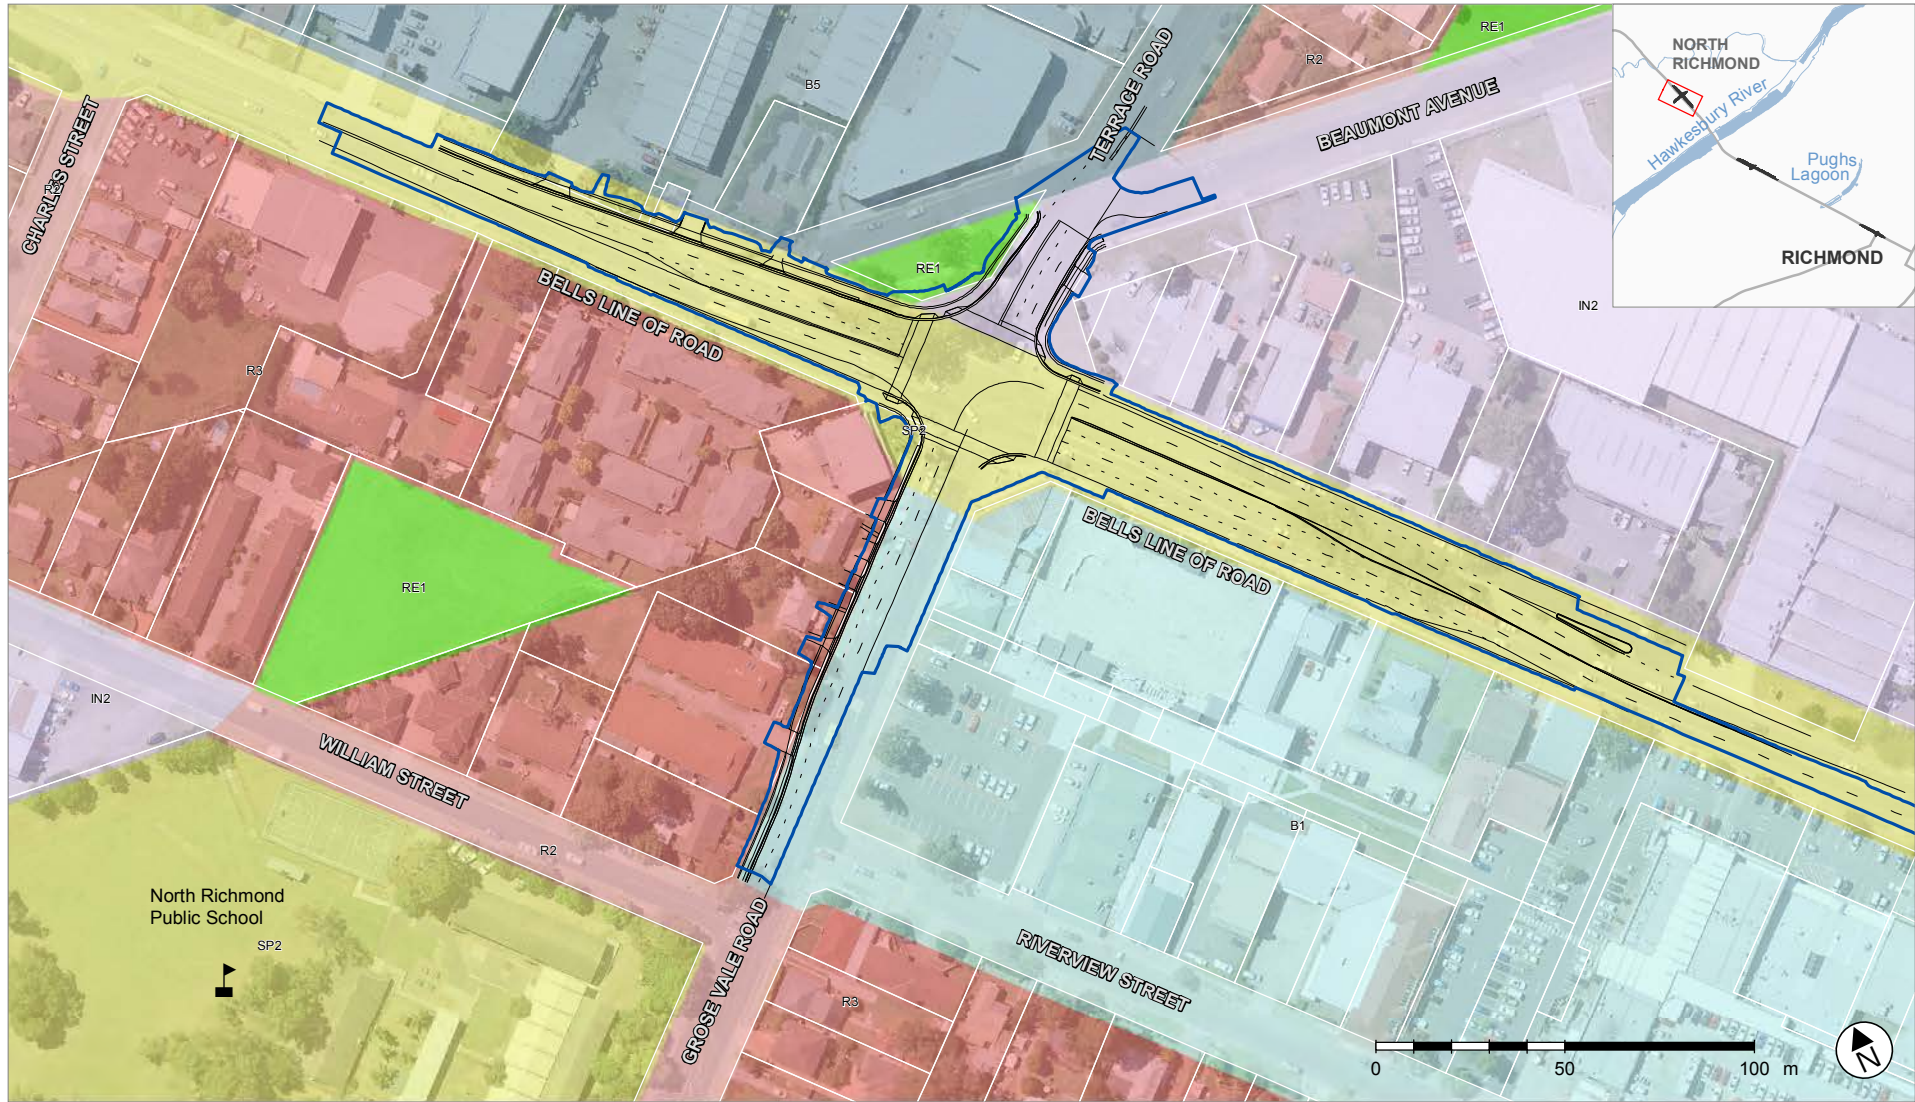 RE1
NORTH
RICHMOND
R2
B5
TERRACE ROAD
BEAUMONT AVENUE
Hawkesbury River
Pughs
Lagoon
CHARLES STREET
R2
RICHMOND
RE1
BELLS LINE OF ROAD
IN2
R3
SP2
BELLS LINE OF ROAD
RE1
IN2
WILLIAM STREET
B1
R2
North Richmond
Public School
SP2
GROSE VALE ROAD
RIVERVIEW STREET
R3
0 50 100 m
N